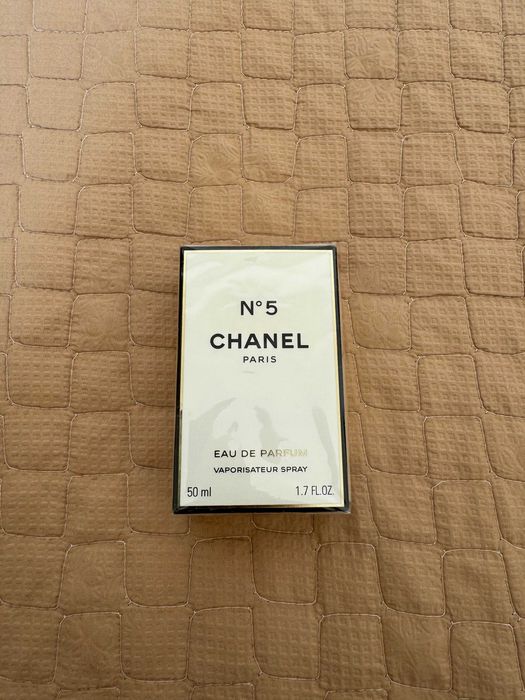 N°5
CHANEL
PARIS
EAU DE PARFUM
VAPORISATEUR SPRAY
50 ml 1.7 FL.OZ.